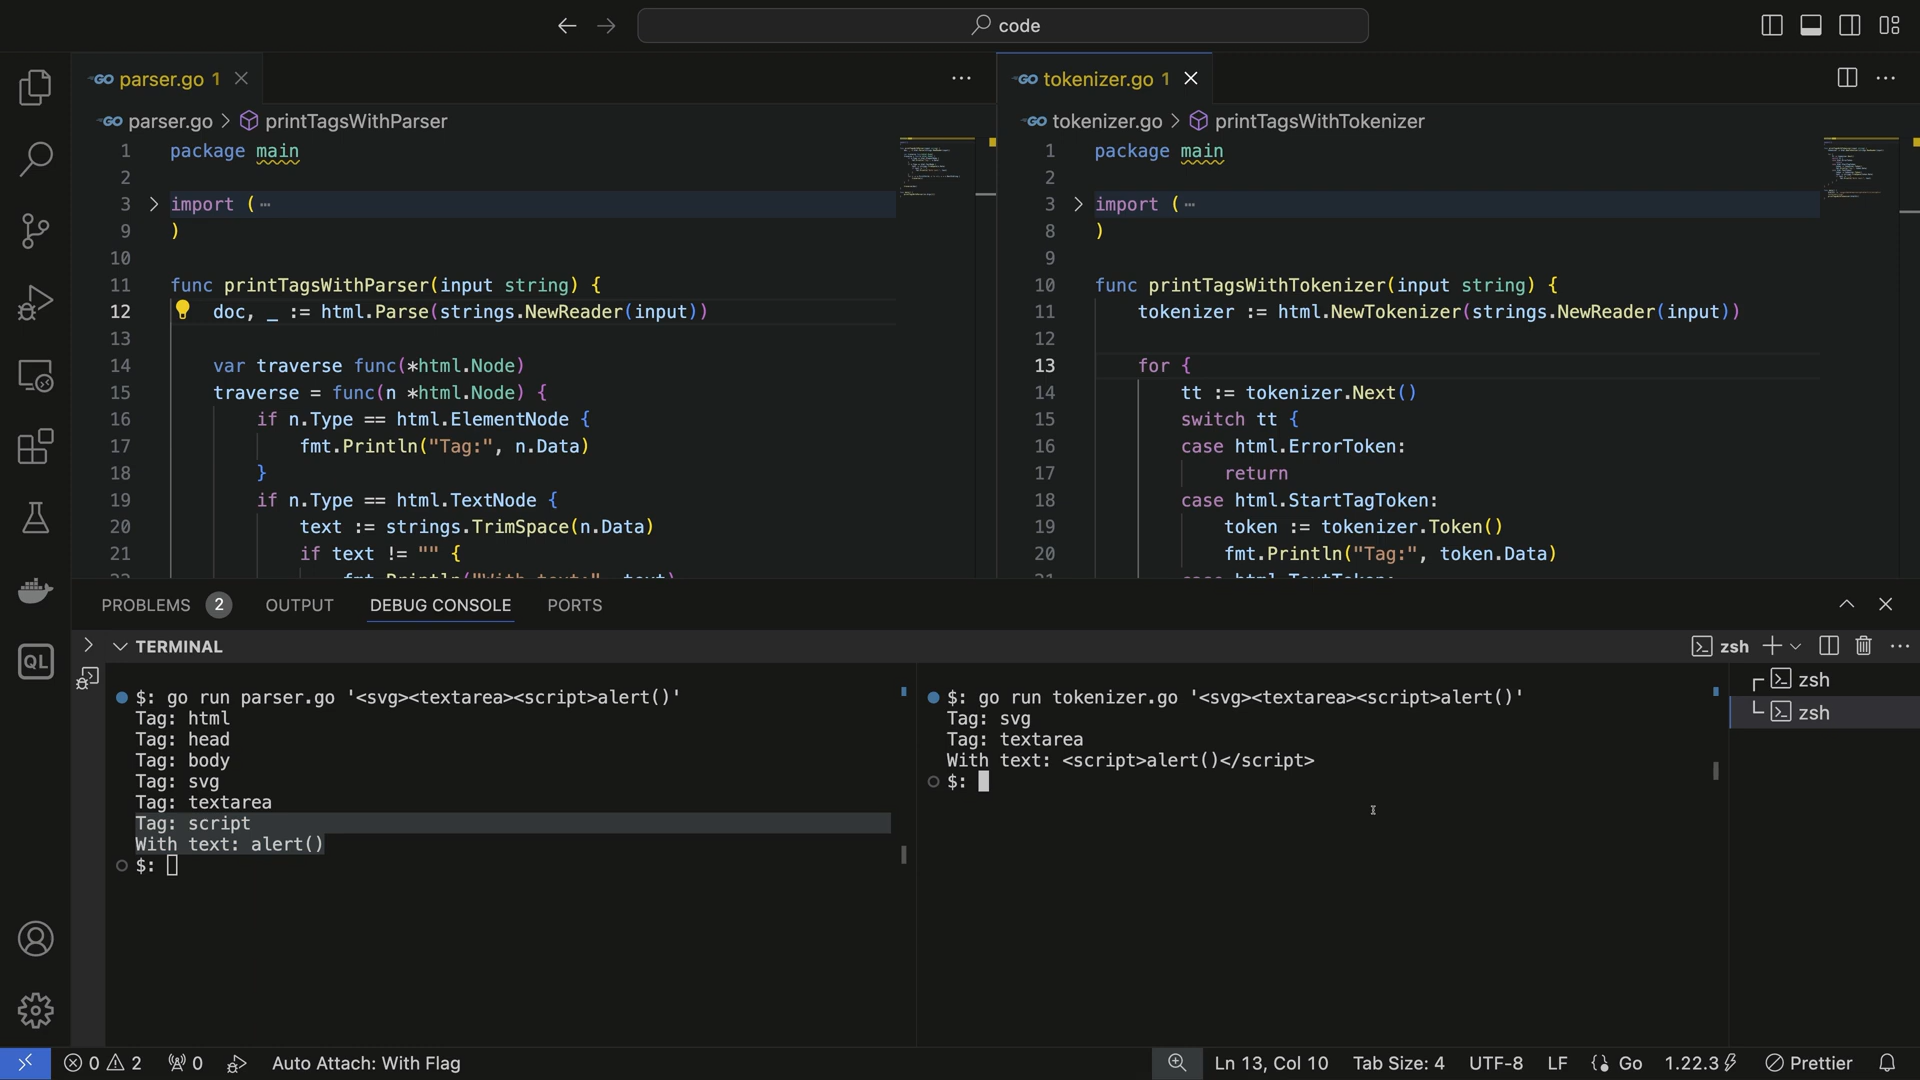 code
GO parser.go 1
GO parser.go > printTagsWithParser
1 package main
2
3 import (
9 )
10
11 func printTagsWithParser(input string) {
12 doc, _ := html.Parse(strings.NewReader(input))
13
14 var traverse func(*html.Node)
15 traverse = func(n *html.Node) {
16 if n.Type == html.ElementNode {
17 fmt.Println("Tag:", n.Data)
18 }
19 if n.Type == html.TextNode {
20 text := strings.TrimSpace(n.Data)
21 if text != "" {
GO tokenizer.go 1
GO tokenizer.go > printTagsWithTokenizer
1 package main
2
3 import (
8 )
9
10 func printTagsWithTokenizer(input string) {
11 tokenizer := html.NewTokenizer(strings.NewReader(input))
12
13 for {
14 tt := tokenizer.Next()
15 switch tt {
16 case html.ErrorToken:
17 return
18 case html.StartTagToken:
19 token := tokenizer.Token()
20 fmt.Println("Tag:", token.Data)
QL
PROBLEMS 2 OUTPUT DEBUG CONSOLE PORTS
TERMINAL
zsh
$: go run parser.go '<svg><textarea><script>alert()'
Tag: html
Tag: head
Tag: body
Tag: svg
Tag: textarea
Tag: script
With text: alert()
$:
$: go run tokenizer.go '<svg><textarea><script>alert()'
Tag: svg
Tag: textarea
With text: <script>alert()</script>
$:
zsh
zsh
0 2 0 Auto Attach: With Flag Ln 13, Col 10 Tab Size: 4 UTF-8 LF Go 1.22.3 Prettier